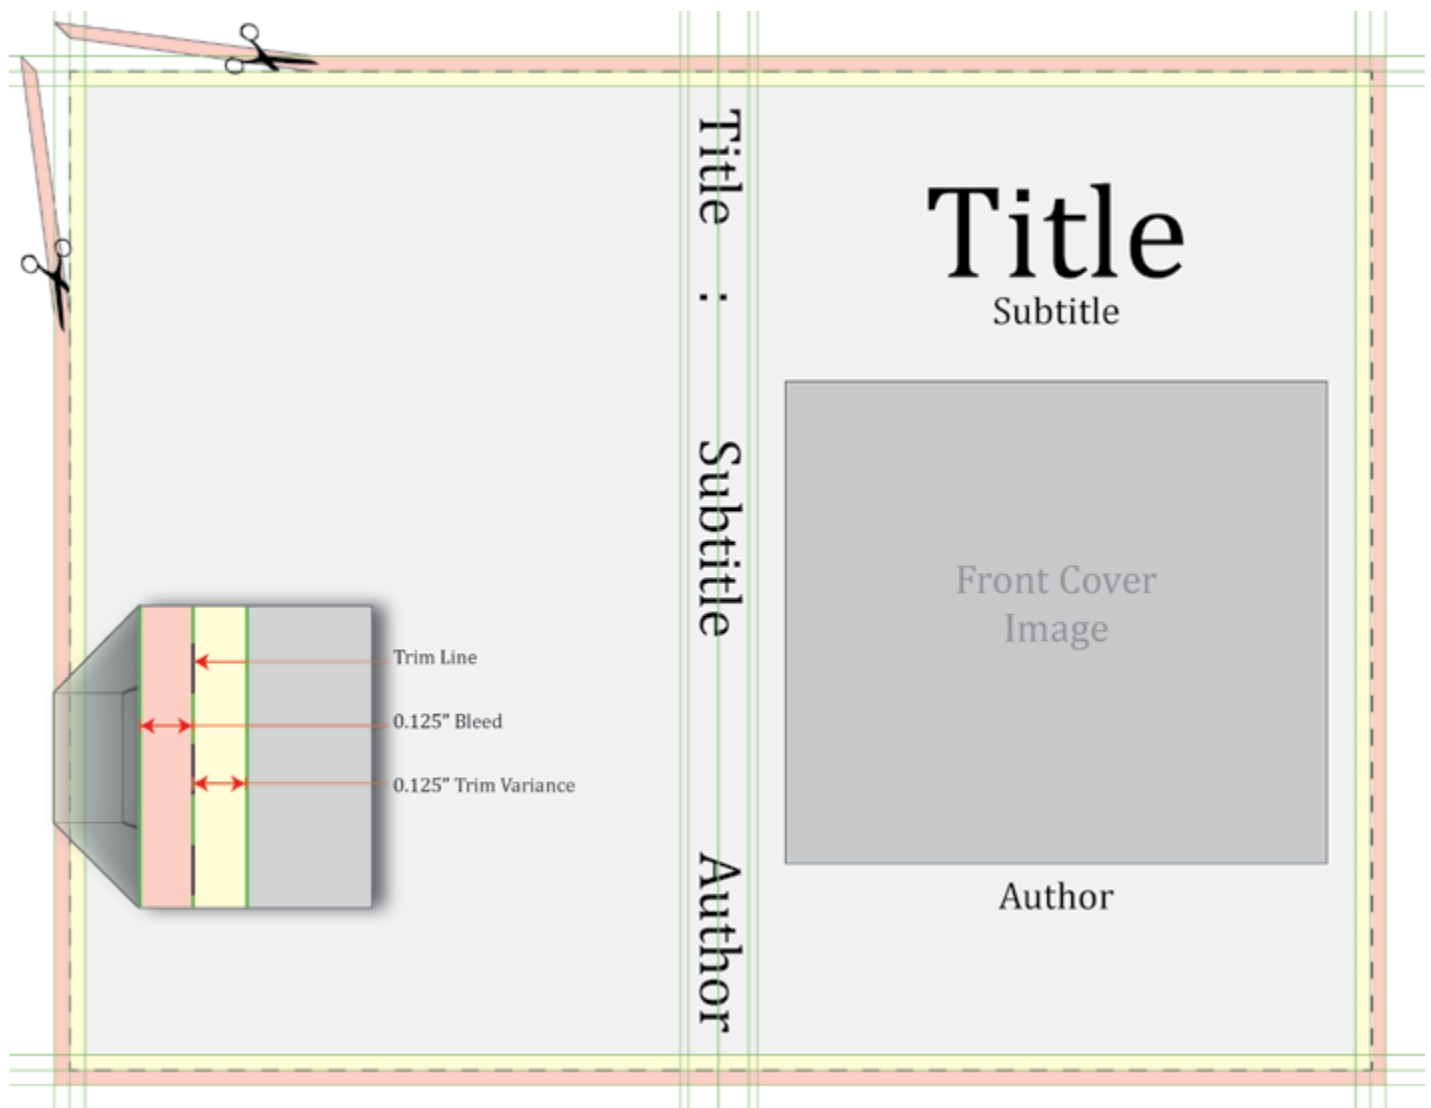 Trim Line
0.125” Bleed
0.125” Trim Variance
Title : Subtitle Author
Title
Subtitle
Front Cover
Image
Author